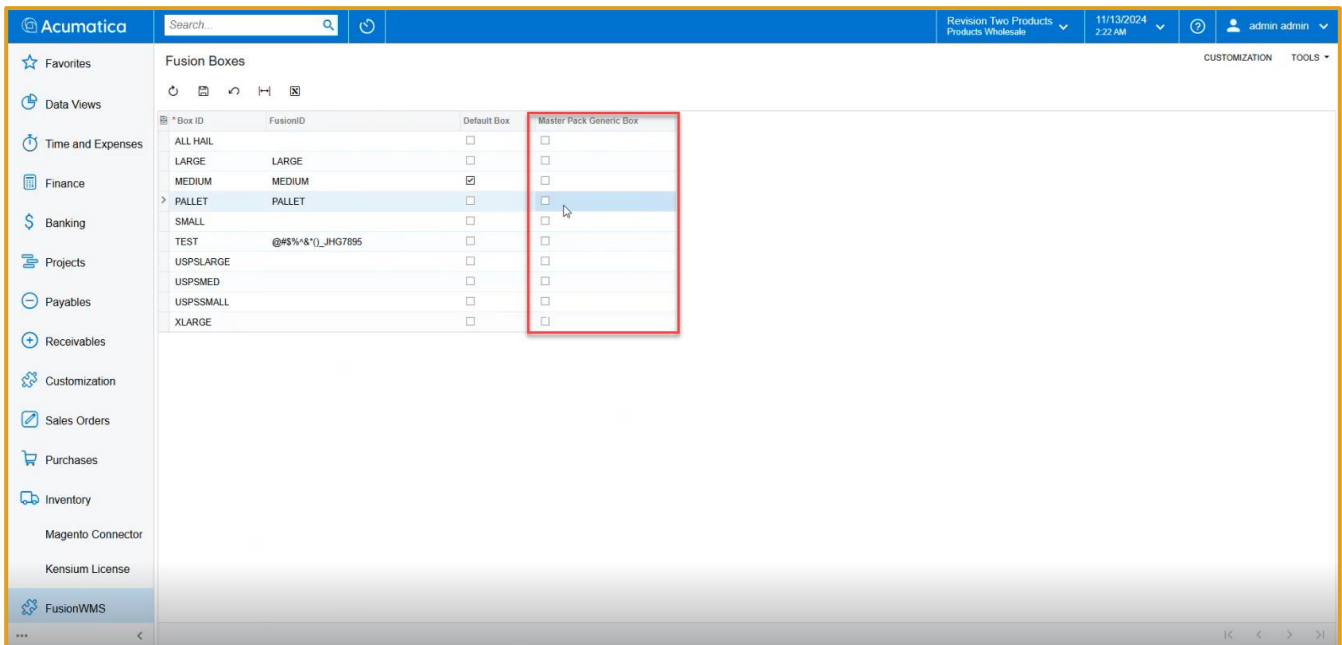 Acumatica
Search...
Revision Two Products
Products Wholesale
11/13/2024
2:22 AM
admin admin
Favorites
Data Views
Time and Expenses
Finance
Banking
Projects
Payables
Receivables
Customization
Sales Orders
Purchases
Inventory
Magento Connector
Kensium License
FusionWMS
Fusion Boxes
CUSTOMIZATION TOOLS
* Box ID FusionID Default Box Master Pack Generic Box
ALL HAIL
LARGE LARGE
MEDIUM MEDIUM
PALLET PALLET
SMALL
TEST @#$%^&*()_JHG7895
USPSLARGE
USPSMED
USPSSMALL
XLARGE